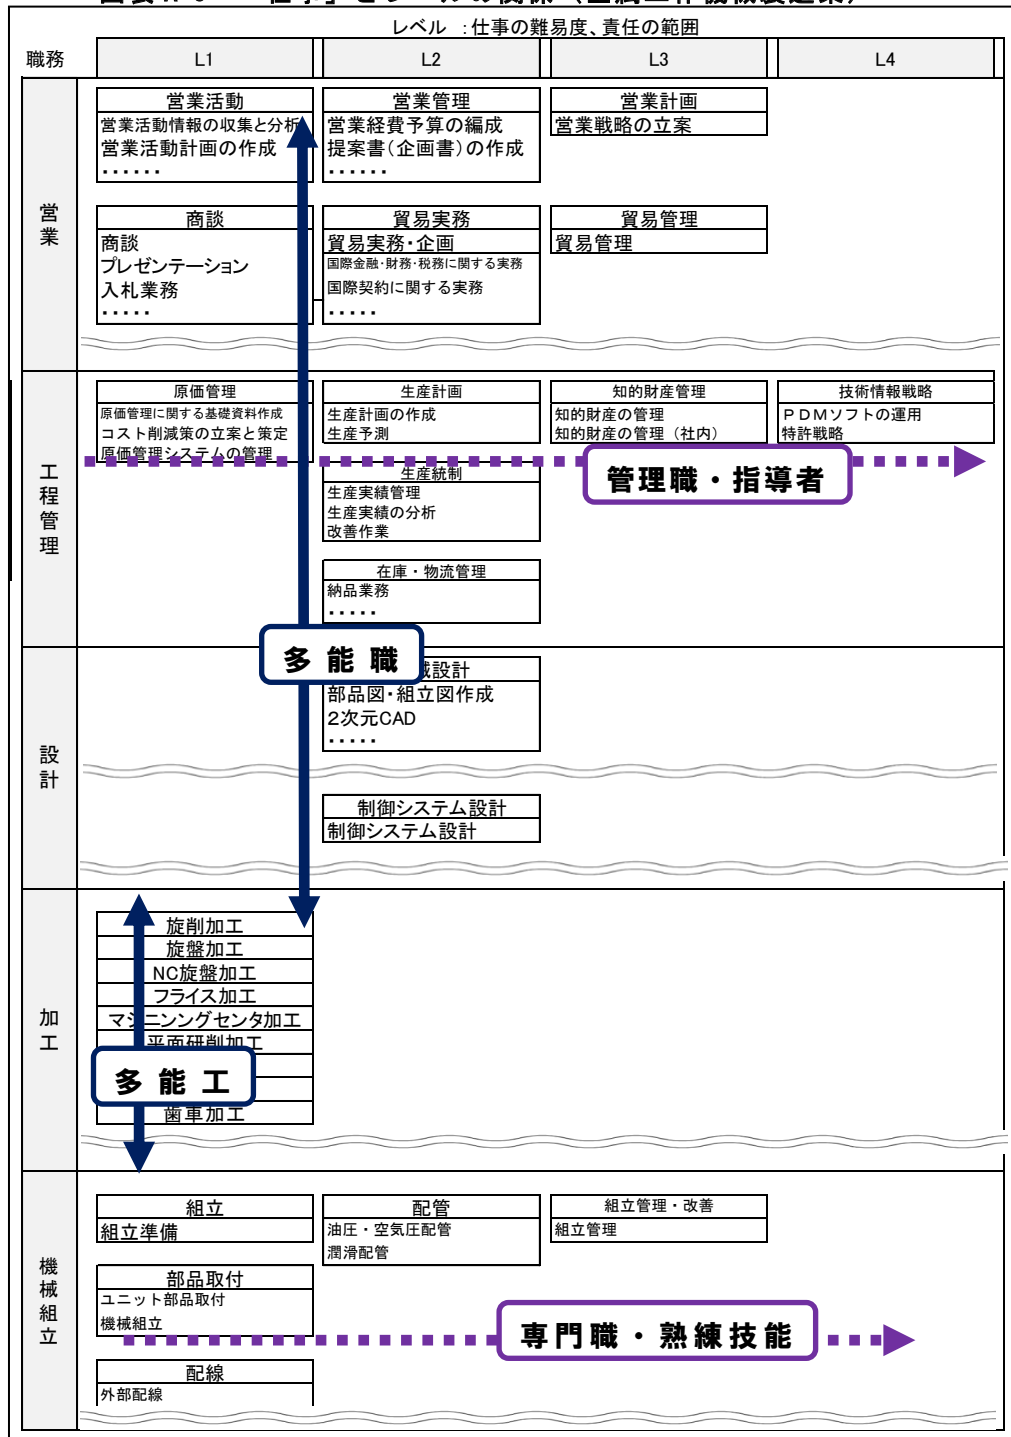 レベル ：仕事の難易度、責任の範囲
職務 L1 L2 L3 L4
営業
営業活動
営業活動情報の収集と分析
営業活動計画の作成
・・・・・・
営業管理
営業経費予算の編成
提案書(企画書)の作成
・・・・・・
営業計画
営業戦略の立案
商談
商談
プレゼンテーション
入札業務
・・・・・
貿易実務
貿易実務・企画
国際金融・財務・税務に関する実務
国際契約に関する実務
・・・・・
貿易管理
貿易管理
工程管理
原価管理
原価管理に関する基礎資料作成
コスト削減策の立案と策定
原価管理システムの管理
生産計画
生産計画の作成
生産予測
知的財産管理
知的財産の管理
知的財産の管理（社内）
技術情報戦略
ＰＤＭソフトの運用
特許戦略
管理職・指導者
生産統制
生産実績管理
生産実績の分析
改善作業
在庫・物流管理
納品業務
・・・・・
多能職
設計
設計
部品図・組立図作成
2次元CAD
・・・・・
制御システム設計
制御システム設計
加工
旋削加工
旋盤加工
NC旋盤加工
フライス加工
マシニングセンタ加工
平面研削加工
多能工
歯車加工
機械組立
組立
組立準備
配管
油圧・空気圧配管
潤滑配管
組立管理・改善
組立管理
部品取付
ユニット部品取付
機械組立
専門職・熟練技能
配線
外部配線